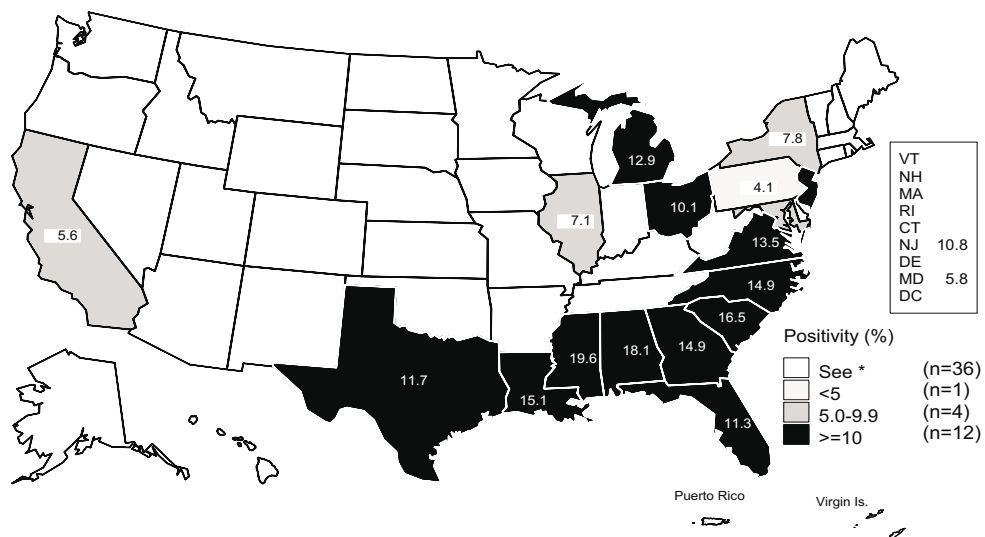 7.8
12.9
4.1
VT
NH
MA
RI
CT
NJ 10.8
DE
MD 5.8
DC
10.1
7.1
5.6
13.5
14.9
16.5
14.9
18.1
19.6
11.7
15.1
11.3
Positivity (%)
See * (n=36)
<5 (n=1)
5.0-9.9 (n=4)
>=10 (n=12)
Puerto Rico
Virgin Is.